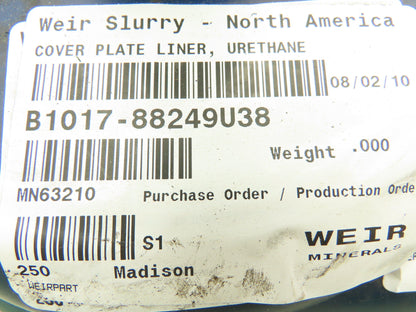 Weir Slurry - North America
COVER PLATE LINER, URETHANE
08/02/10
B1017-88249U38
Weight .000
MN63210 Purchase Order / Production Orde
S1
WEIR
MINERALS
250 Madison
WEIRPART